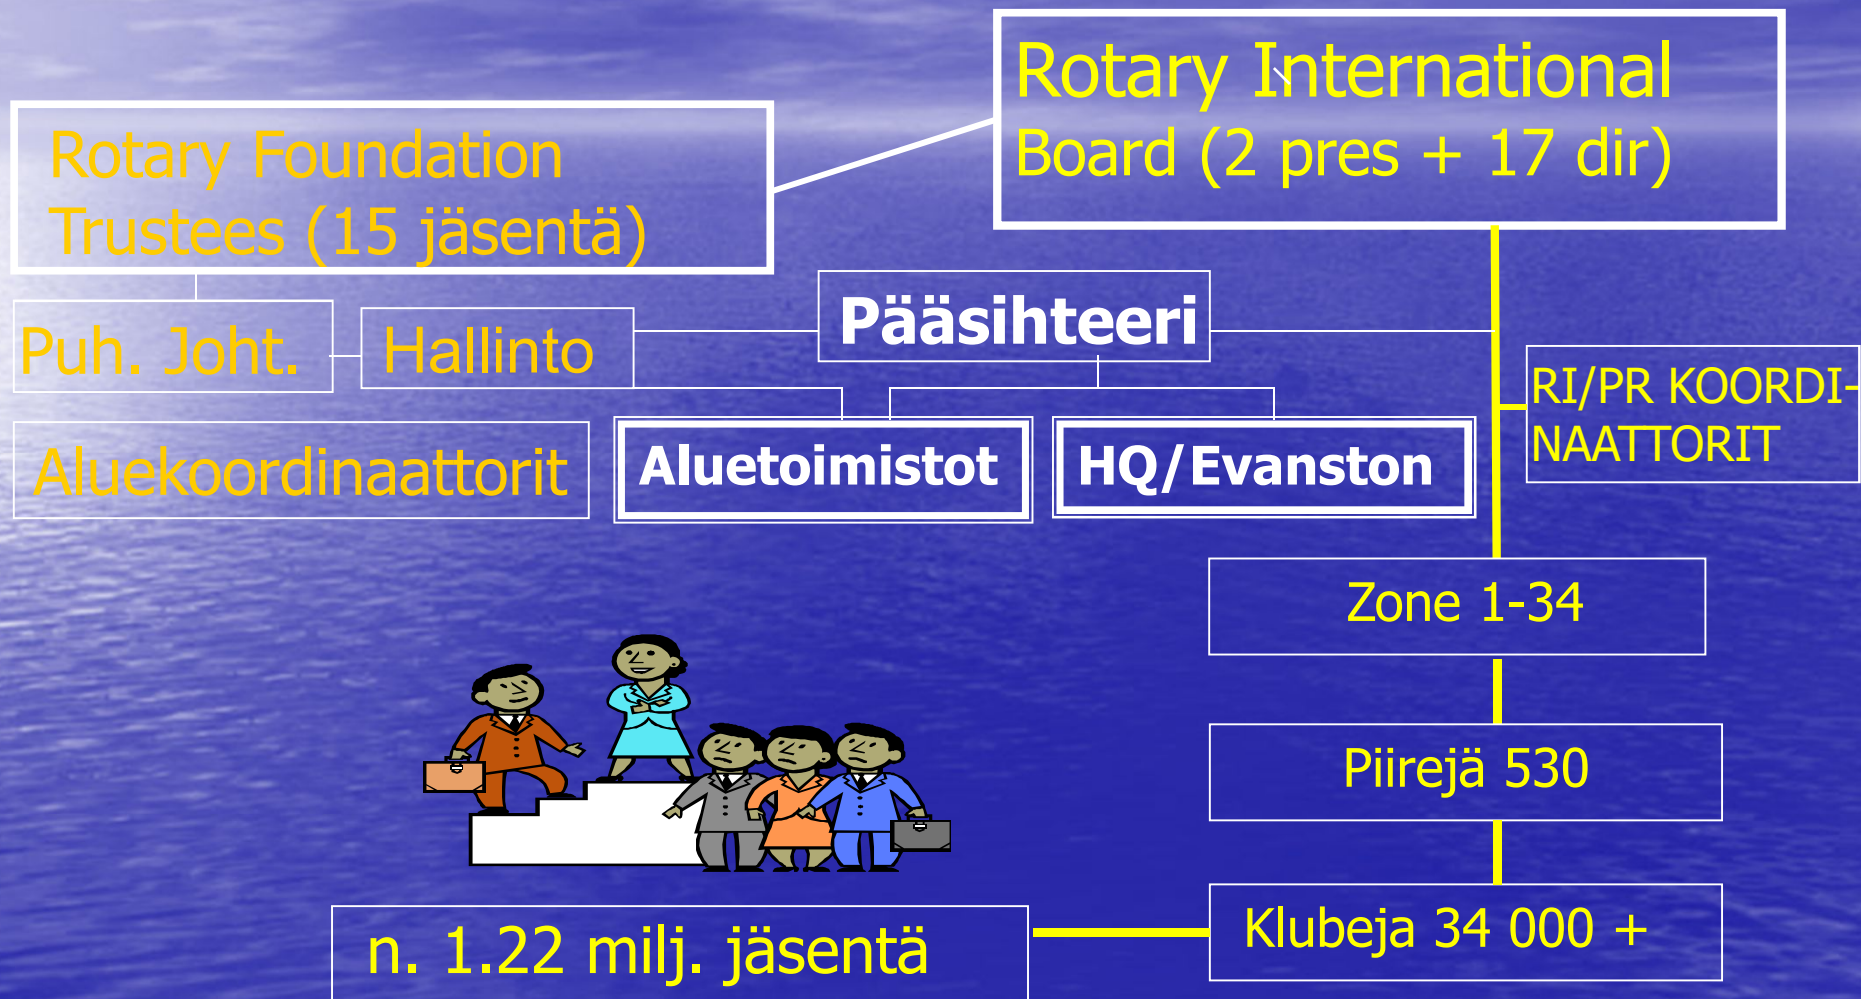 Rotary International
Board (2 pres + 17 dir)
Rotary Foundation
Trustees (15 jäsentä)
Pääsihteeri
Puh. Joht.
Hallinto
RI/PR KOORDI-
NAATTORIT
Aluekoordinaattorit
Aluetoimistot
HQ/Evanston
Zone 1-34
Piirejä 530
Klubeja 34 000 +
n. 1.22 milj. jäsentä